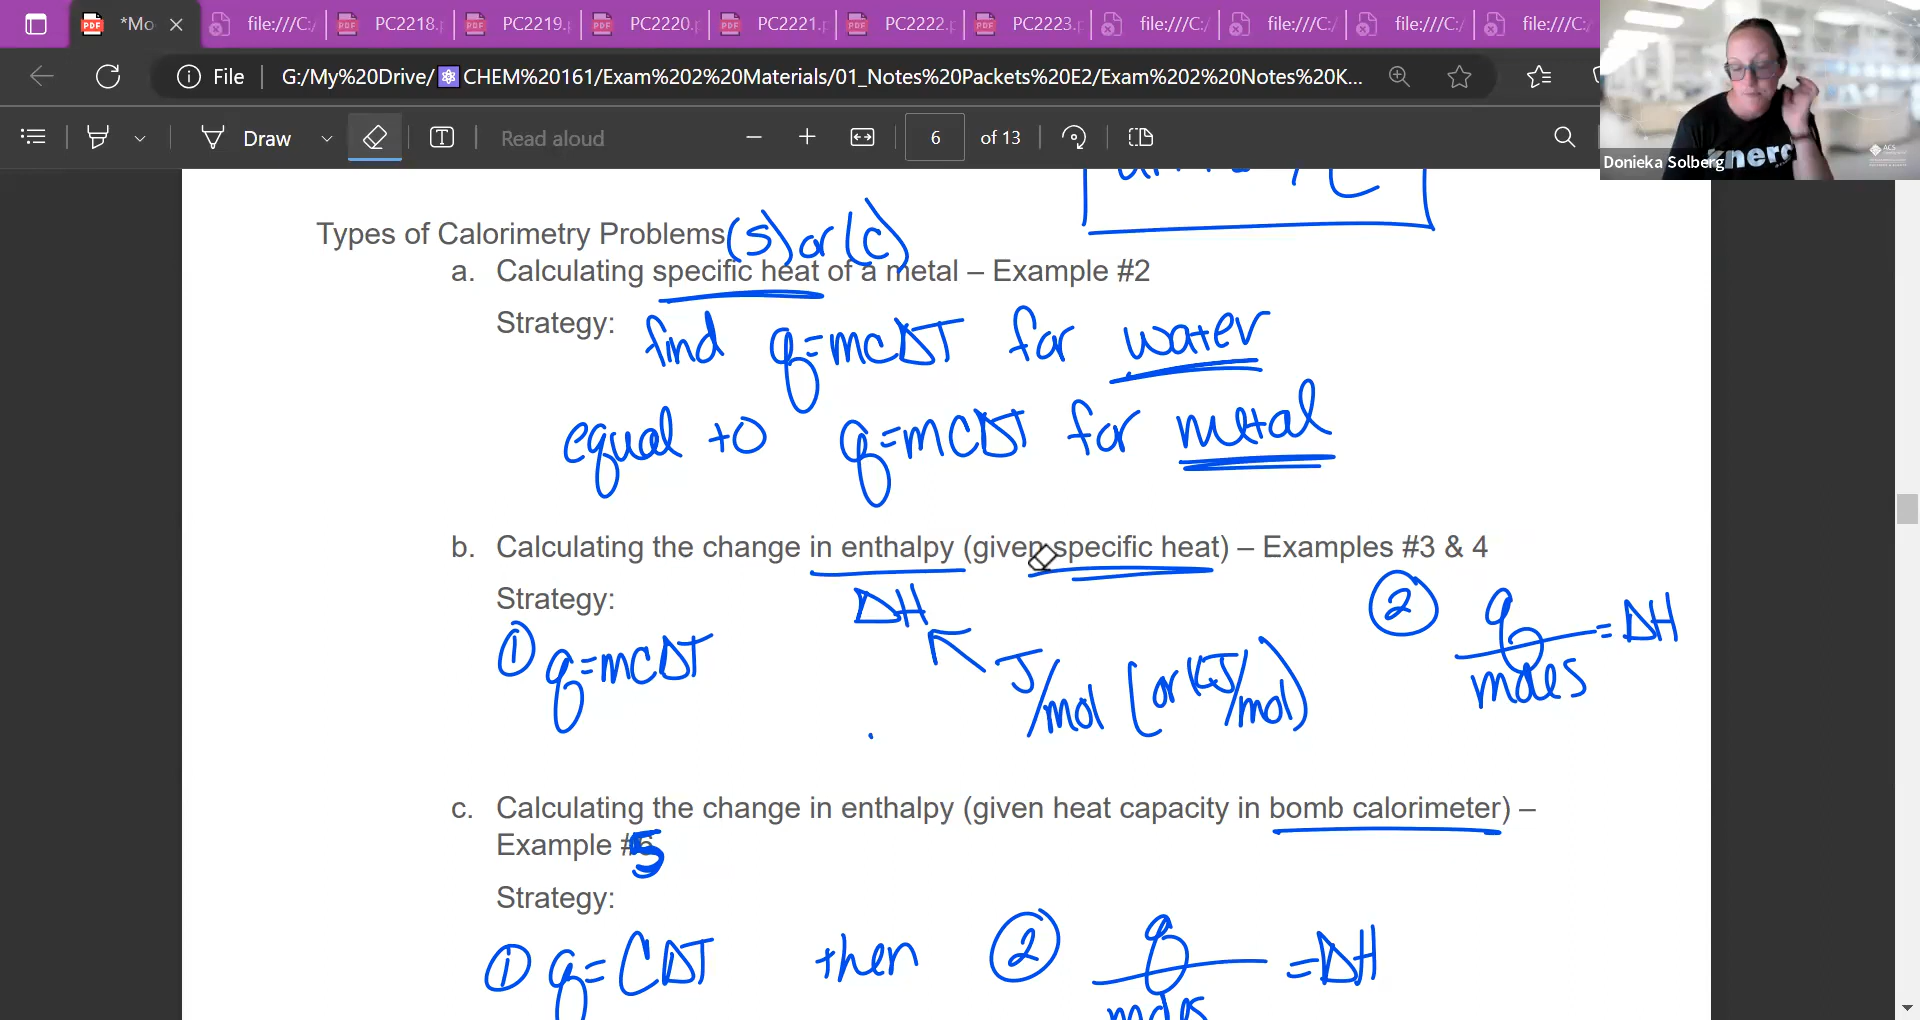 *Mo
file:///C:/
PC2218.
PC2219.
PC2220.
PC2221.
PC2222.
PC2223.
file:///C:/
file:///C:/
file:///C:/
file:///C:/
File
G:/My%20Drive/⚛CHEM%20161/Exam%202%20Materials/01_Notes%20Packets%20E2/Exam%202%20Notes%20K...
Draw
Read aloud
6 of 13
Donieka Solberg
ACS
Types of Calorimetry Problems (s) or (c)
a. Calculating specific heat of a metal – Example #2
Strategy: find q=mcΔT for water
equal to q=mcΔT for metal
b. Calculating the change in enthalpy (given specific heat) – Examples #3 & 4
Strategy:
ΔH
① q=mcΔT
J/mol (or kJ/mol)
② q/moles = ΔH
c. Calculating the change in enthalpy (given heat capacity in bomb calorimeter) –
Example #5
Strategy:
① q = CΔT then ② q/moles = ΔH